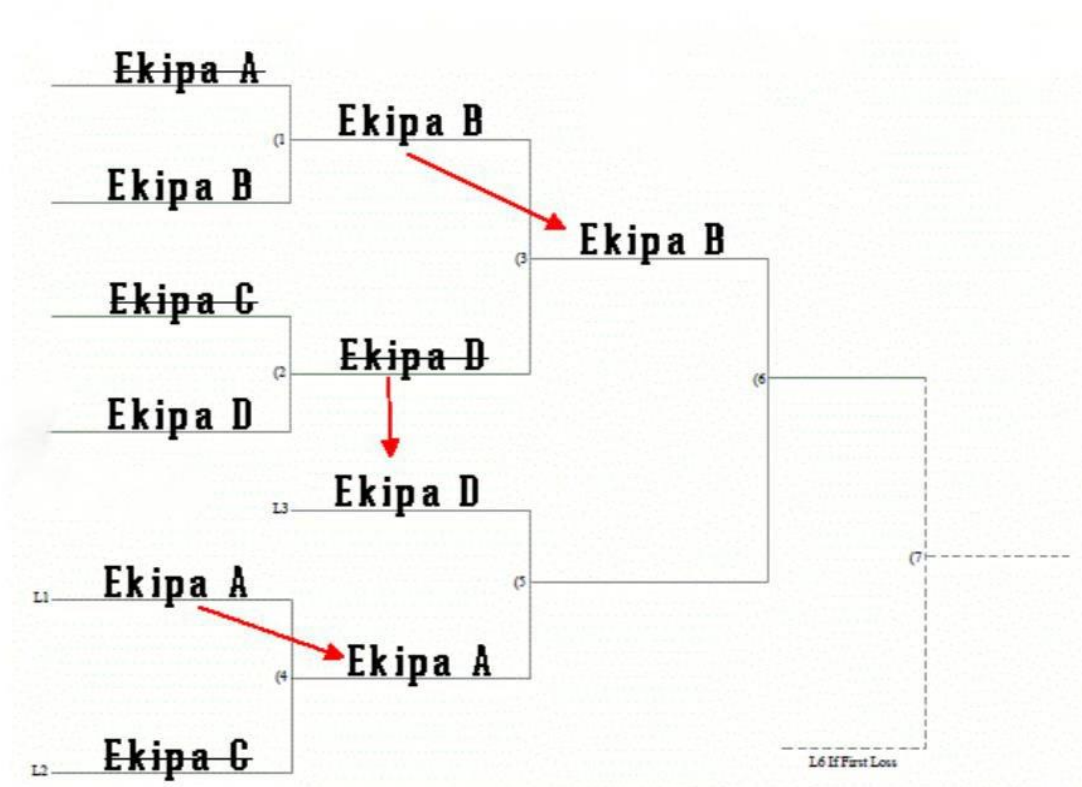 Ekipa A
(1
Ekipa B
Ekipa B
(3
Ekipa B
Ekipa C
(2
Ekipa D
Ekipa D
(6
L3
Ekipa D
(5
(7
L1
Ekipa A
(4
Ekipa A
L2
Ekipa C
L6 If First Loss